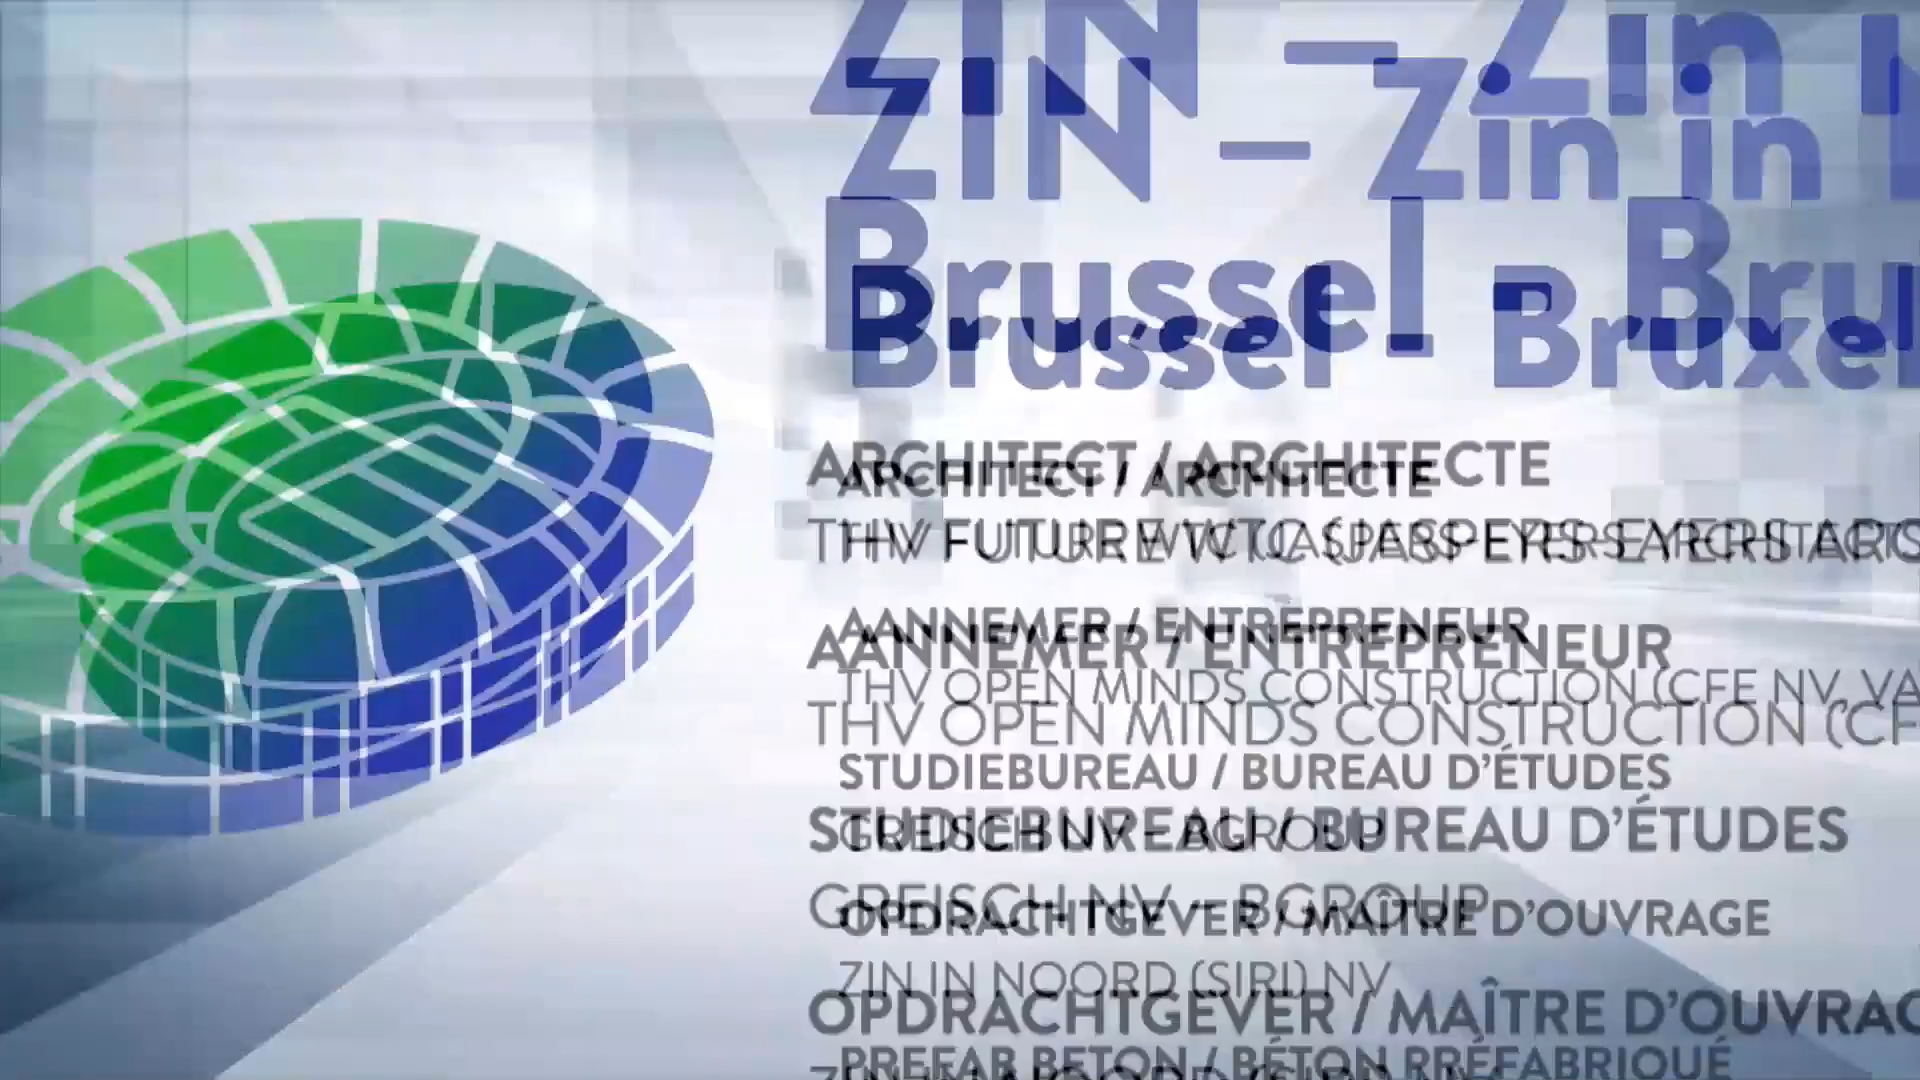 ZIN – Zin in
Brussel - Bruxel
ARCHITECT / ARCHITECTE
THV FUTURE WTC (JASPERS-EYERS ARCHITECTS
AANNEMER / ENTREPRENEUR
THV OPEN MINDS CONSTRUCTION (CFE NV, VA
STUDIEBUREAU / BUREAU D'ÉTUDES
GREISCH NV – BGROUP
OPDRACHTGEVER / MAÎTRE D'OUVRAGE
ZIN IN NOORD (SIRI) NV
PREFAB BETON / BÉTON PRÉFABRIQUÉ